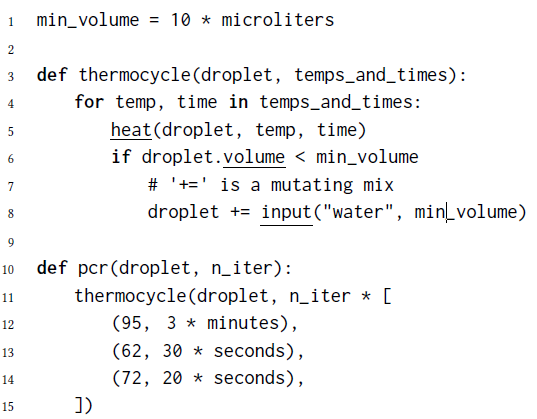 1 min_volume = 10 * microliters
2
3 def thermocycle(droplet, temps_and_times):
4     for temp, time in temps_and_times:
5         heat(droplet, temp, time)
6         if droplet.volume < min_volume
7             # '+=' is a mutating mix
8             droplet += input("water", min_volume)
9
10 def pcr(droplet, n_iter):
11     thermocycle(droplet, n_iter * [
12         (95, 3 * minutes),
13         (62, 30 * seconds),
14         (72, 20 * seconds),
15     ])